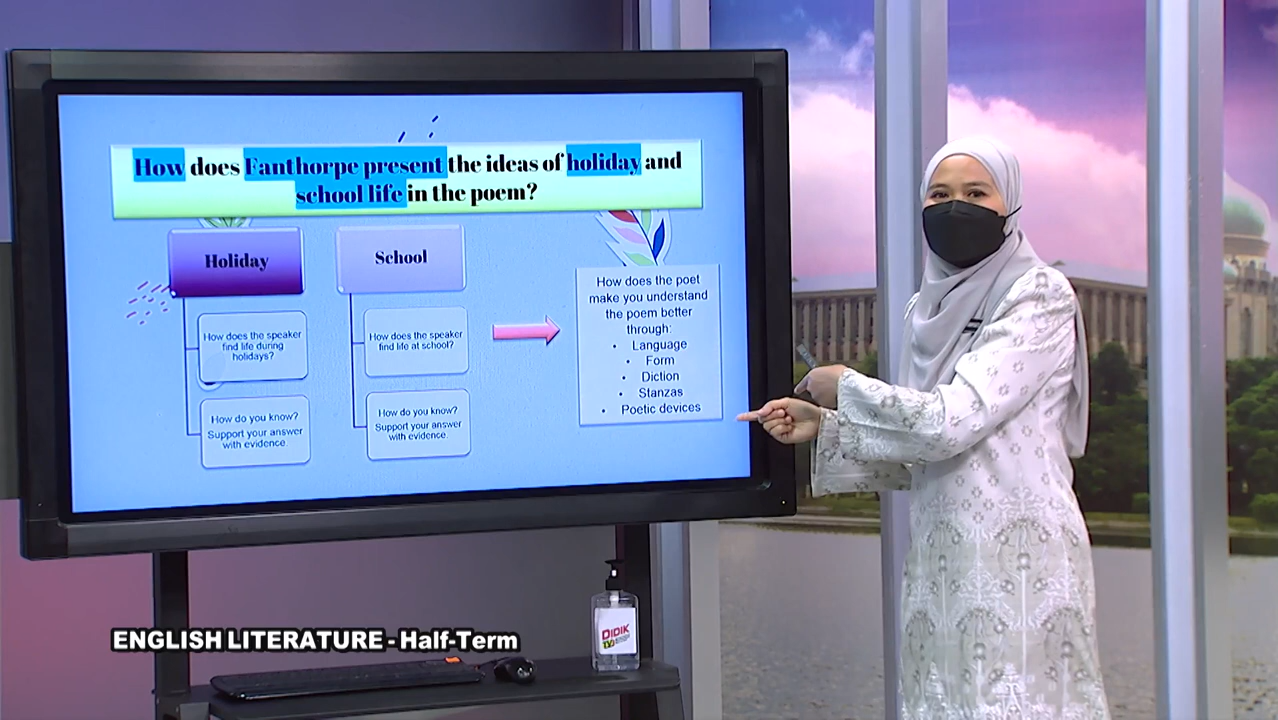 How does Fanthorpe present the ideas of holiday and
school life in the poem?
Holiday
School
How does the speaker
find life during
holidays?
How do you know?
Support your answer
with evidence.
How does the speaker
find life at school?
How do you know?
Support your answer
with evidence.
How does the poet
make you understand
the poem better
through:
• Language
• Form
• Diction
• Stanzas
• Poetic devices
DIDIK
TV
ENGLISH LITERATURE - Half-Term